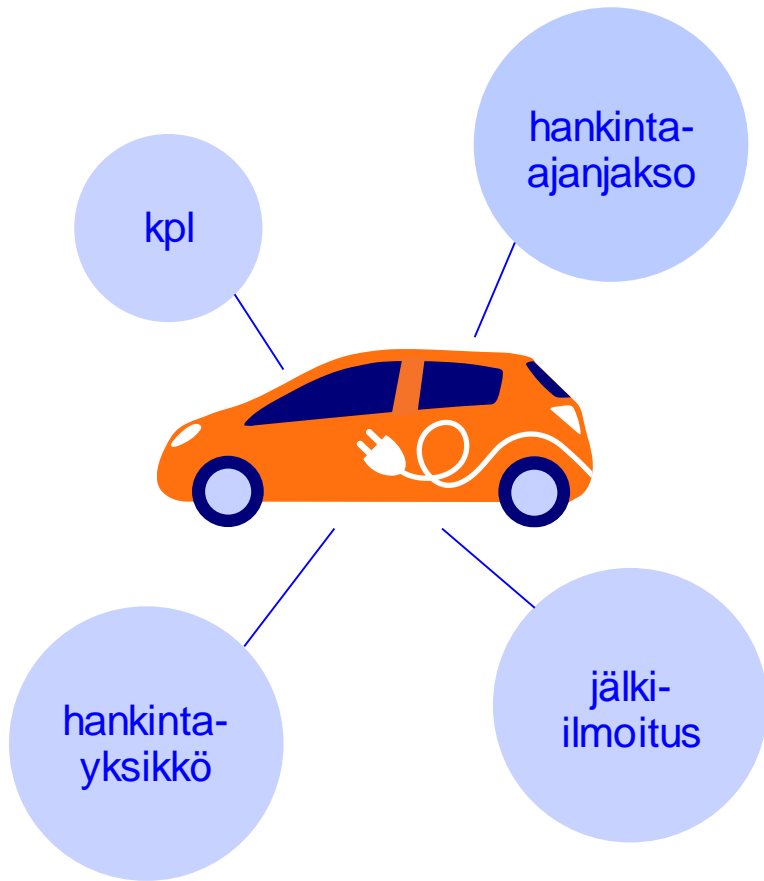 kpl
hankinta-
ajanjakso
hankinta-
yksikkö
jälki-
ilmoitus